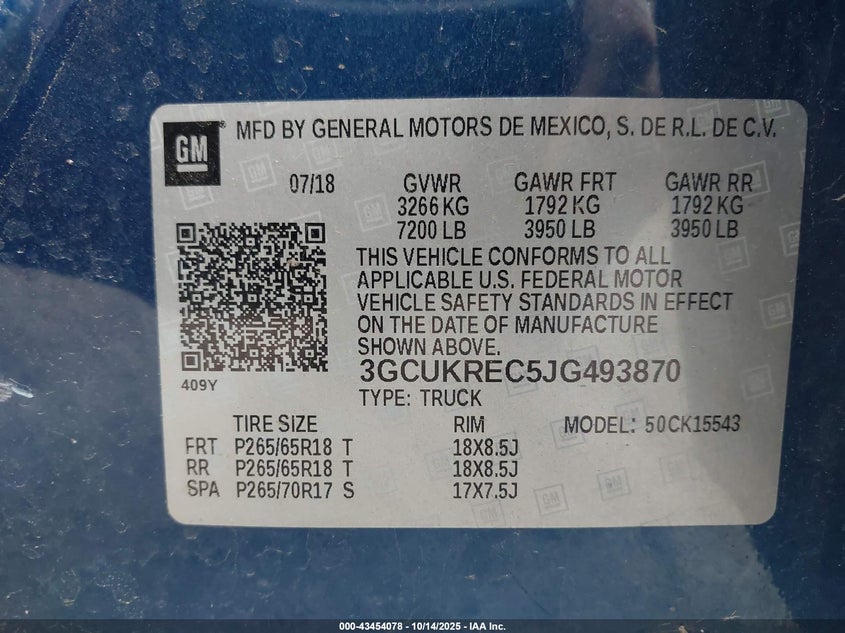 GM
MFD BY GENERAL MOTORS DE MEXICO, S. DE R.L. DE C.V.
07/18 GVWR GAWR FRT GAWR RR
3266 KG 1792 KG 1792 KG
7200 LB 3950 LB 3950 LB
THIS VEHICLE CONFORMS TO ALL
APPLICABLE U.S. FEDERAL MOTOR
VEHICLE SAFETY STANDARDS IN EFFECT
ON THE DATE OF MANUFACTURE
SHOWN ABOVE.
3GCUKREC5JG493870
409Y
TYPE: TRUCK
TIRE SIZE RIM MODEL: 50CK15543
FRT P265/65R18 T 18X8.5J
RR P265/65R18 T 18X8.5J
SPA P265/70R17 S 17X7.5J
000-43454078 - 10/14/2025 - IAA Inc.